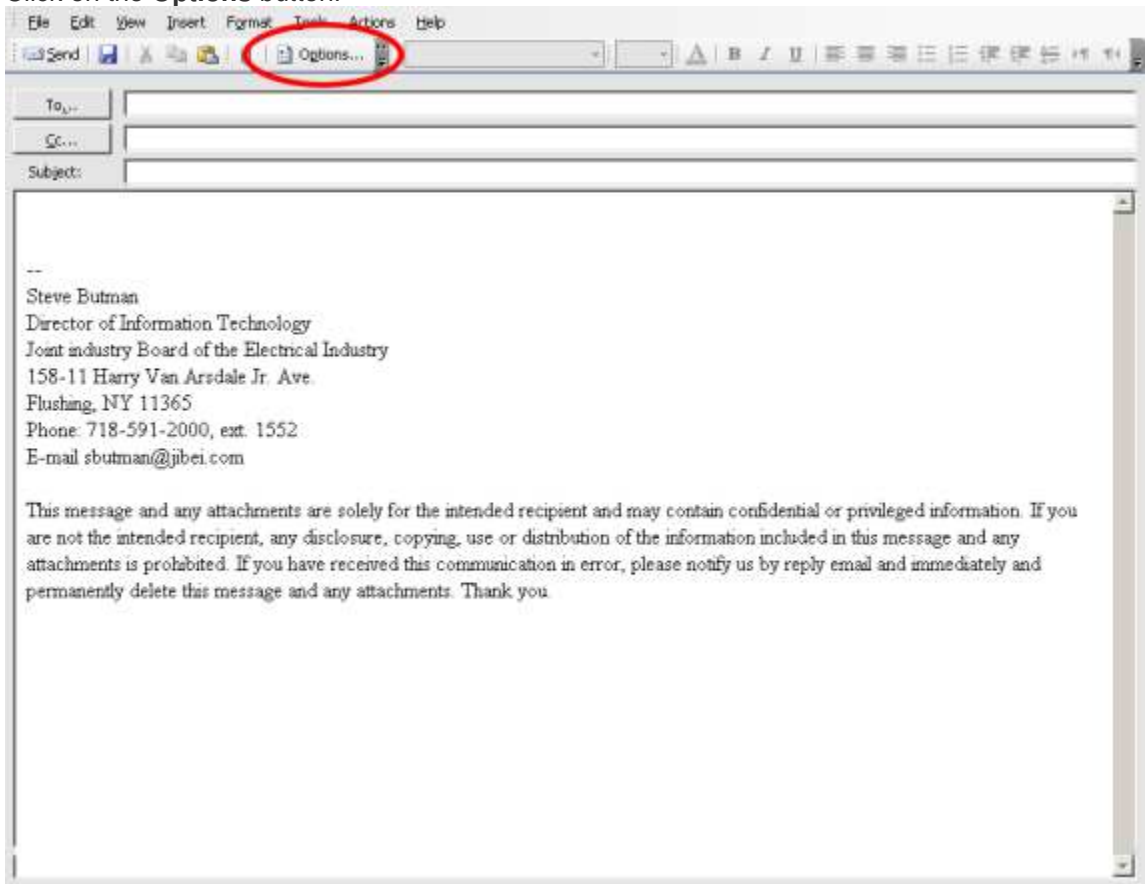 Click on the Options button.
File Edit View Insert Format Tools Actions Help
Send Options... A B I U
To...
Cc...
Subject:
--
Steve Butman
Director of Information Technology
Joint industry Board of the Electrical Industry
158-11 Harry Van Arsdale Jr. Ave.
Flushing, NY 11365
Phone: 718-591-2000, ext. 1552
E-mail sbutman@jibei.com
This message and any attachments are solely for the intended recipient and may contain confidential or privileged information. If you
are not the intended recipient, any disclosure, copying, use or distribution of the information included in this message and any
attachments is prohibited. If you have received this communication in error, please notify us by reply email and immediately and
permanently delete this message and any attachments. Thank you.